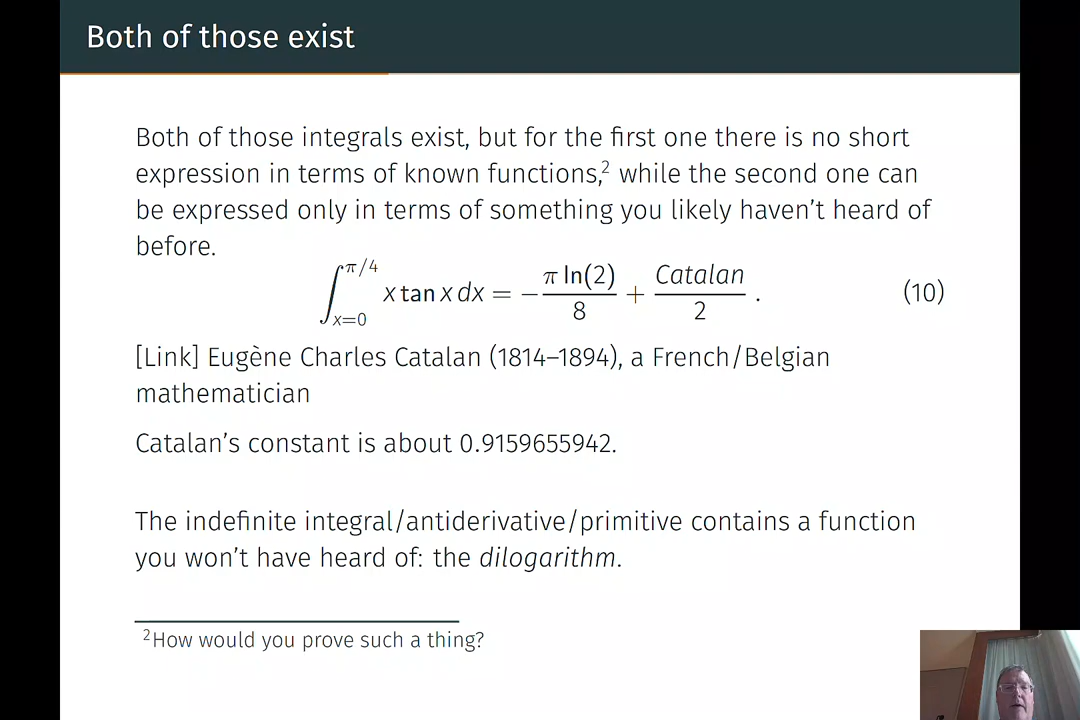 Both of those exist
Both of those integrals exist, but for the first one there is no short
expression in terms of known functions,² while the second one can
be expressed only in terms of something you likely haven't heard of
before.
∫_{x=0}^{π/4} x tan x dx = − π ln(2)/8 + Catalan/2 . (10)
[Link] Eugène Charles Catalan (1814–1894), a French/Belgian
mathematician
Catalan's constant is about 0.9159655942.
The indefinite integral/antiderivative/primitive contains a function
you won't have heard of: the dilogarithm.
²How would you prove such a thing?